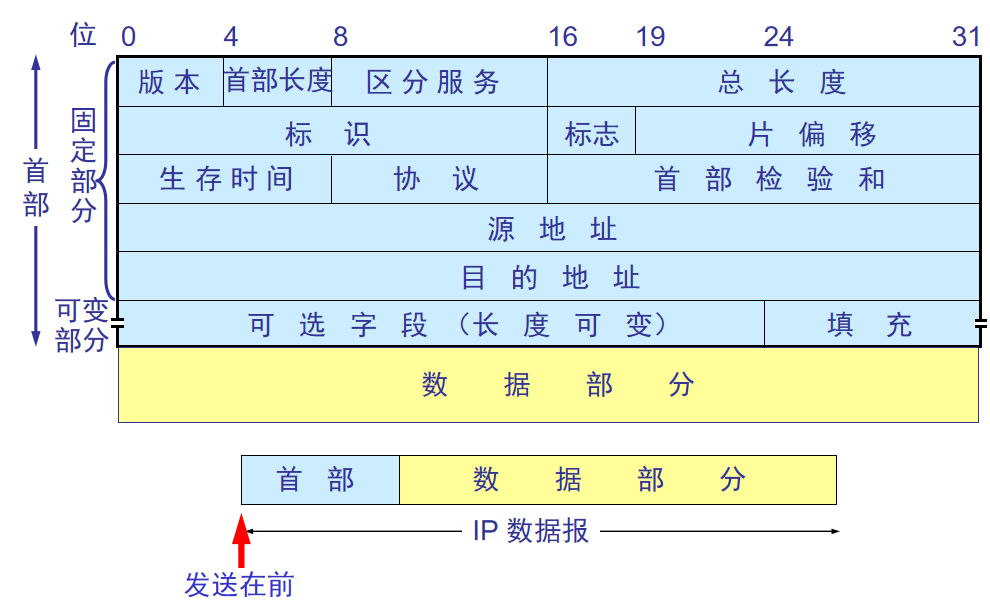 位 0 4 8 16 19 24 31
版本 首部长度 区分服务 总长度
标识 标志 片偏移
生存时间 协议 首部检验和
源地址
目的地址
可选字段（长度可变） 填充
数据部分
首部
固定部分
可变部分
首部 数据部分
IP 数据报
发送在前